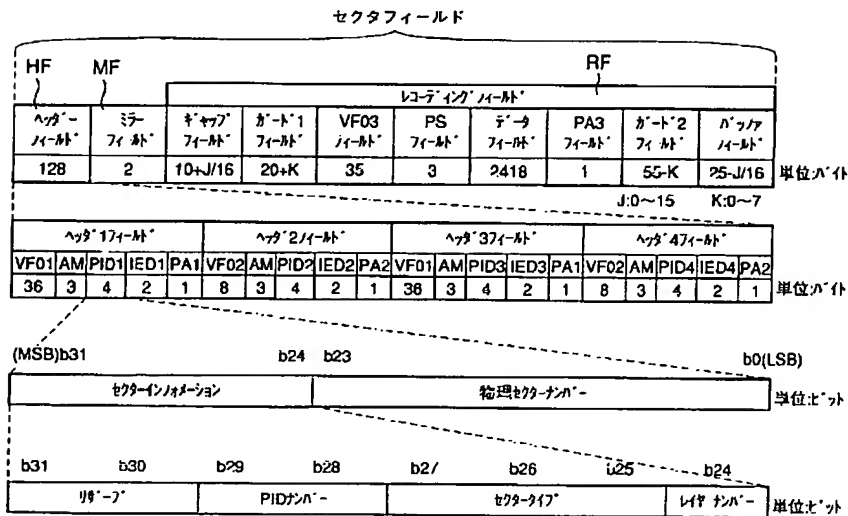 セクタフィールド
HF MF RF
レコーディングフィールド
ヘッダーフィールド ミラーフィールド ギャップフィールド ガード1フィールド VF03フィールド PSフィールド データフィールド PA3フィールド ガード2フィールド バッファフィールド
128 2 10+J/16 20+K 35 3 2418 1 55-K 25-J/16 単位:バイト
J:0〜15 K:0〜7
ヘッダ1フィールド ヘッダ2フィールド ヘッダ3フィールド ヘッダ4フィールド
VF01 AM PID1 IED1 PA1 VF02 AM PID2 IED2 PA2 VF01 AM PID3 IED3 PA1 VF02 AM PID4 IED4 PA2
36 3 4 2 1 8 3 4 2 1 36 3 4 2 1 8 3 4 2 1 単位:バイト
(MSB)b31 b24 b23 b0(LSB)
セクターインフォメーション 物理セクターナンバー 単位:ビット
b31 b30 b29 b28 b27 b26 b25 b24
リザーブ PIDナンバー セクタータイプ レイヤ ナンバー 単位:ビット